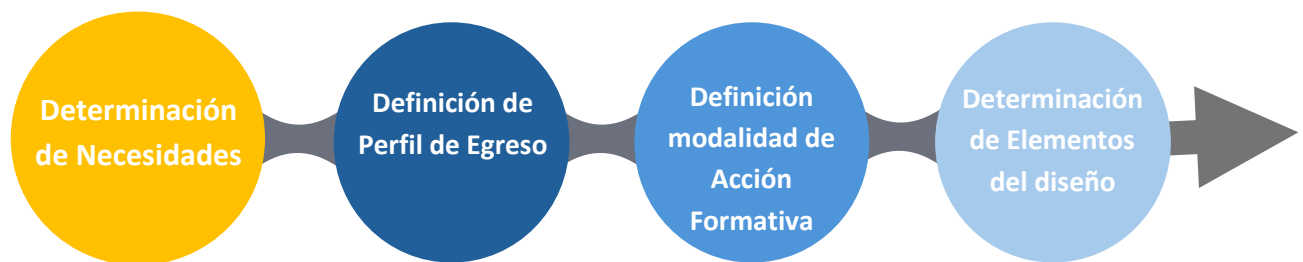 Determinación
de Necesidades
Definición de
Perfil de Egreso
Definición
modalidad de
Acción
Formativa
Determinación
de Elementos
del diseño